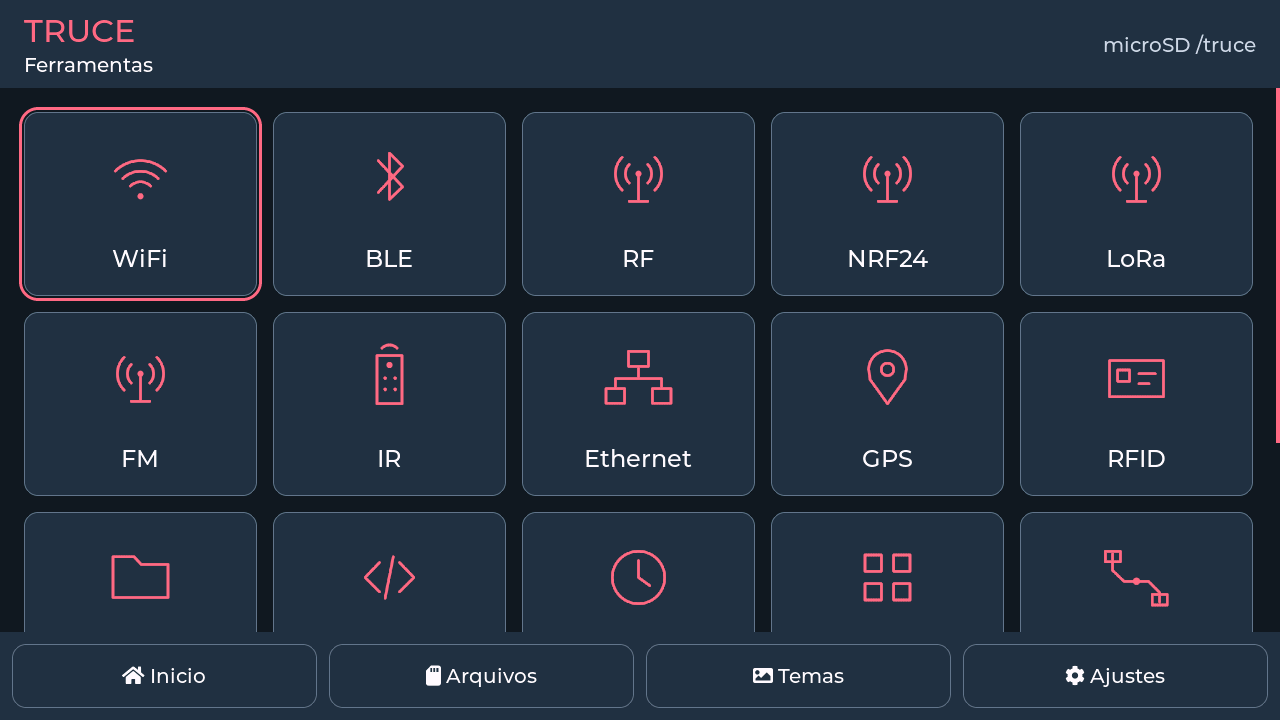 TRUCE
Ferramentas
microSD /truce
WiFi
BLE
RF
NRF24
LoRa
FM
IR
Ethernet
GPS
RFID
Inicio
Arquivos
Temas
Ajustes